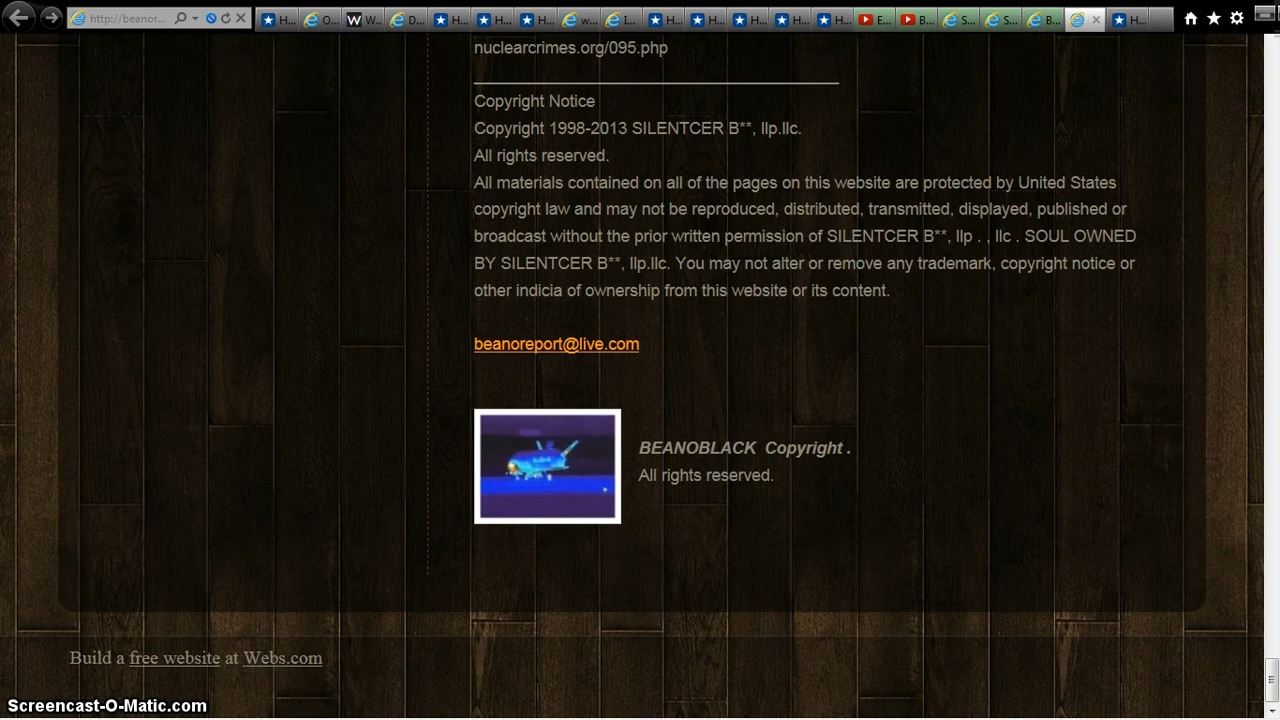 http://beanor...
H...
O...
W...
D...
H...
H...
H...
w...
I...
H...
H...
H...
H...
H...
E...
B...
S...
S...
B...
H...
nuclearcrimes.org/095.php
Copyright Notice
Copyright 1998-2013 SILENTCER B**, llp.llc.
All rights reserved.
All materials contained on all of the pages on this website are protected by United States
copyright law and may not be reproduced, distributed, transmitted, displayed, published or
broadcast without the prior written permission of SILENTCER B**, llp . , llc . SOUL OWNED
BY SILENTCER B**, llp.llc. You may not alter or remove any trademark, copyright notice or
other indicia of ownership from this website or its content.
beanoreport@live.com
BEANOBLACK Copyright .
All rights reserved.
Build a free website at Webs.com
Screencast-O-Matic.com